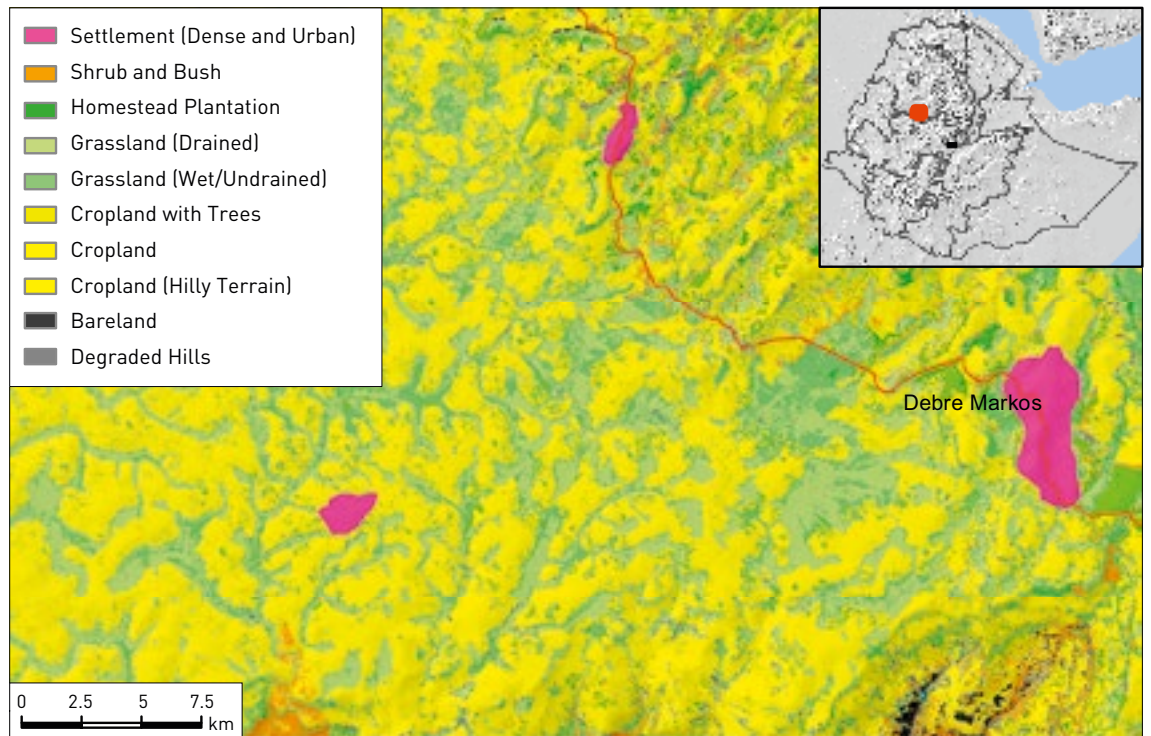 Settlement (Dense and Urban)
Shrub and Bush
Homestead Plantation
Grassland (Drained)
Grassland (Wet/Undrained)
Cropland with Trees
Cropland
Cropland (Hilly Terrain)
Bareland
Degraded Hills
Debre Markos
0 2.5 5 7.5
km